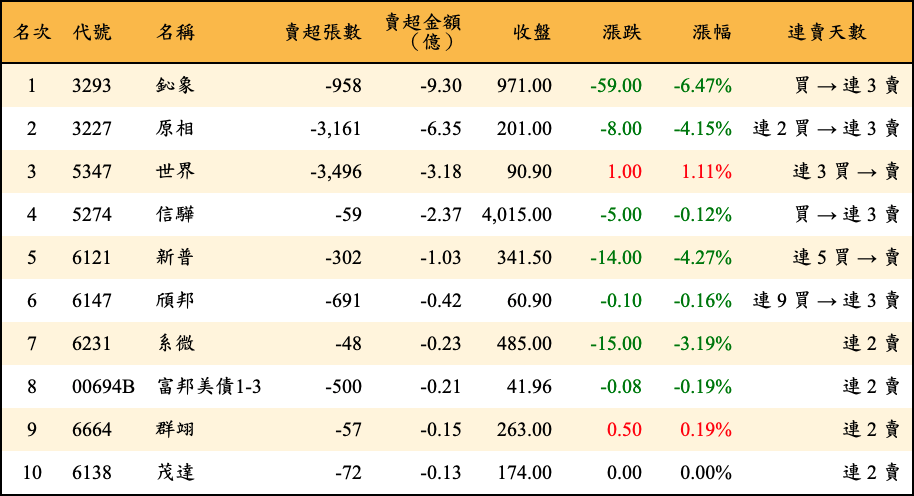 名次 代號 名稱 賣超張數 賣超金額（億） 收盤 漲跌 漲幅 連賣天數
1 3293 鈊象 -958 -9.30 971.00 -59.00 -6.47% 買 → 連 3 賣
2 3227 原相 -3,161 -6.35 201.00 -8.00 -4.15% 連 2 買 → 連 3 賣
3 5347 世界 -3,496 -3.18 90.90 1.00 1.11% 連 3 買 → 賣
4 5274 信驊 -59 -2.37 4,015.00 -5.00 -0.12% 買 → 連 3 賣
5 6121 新普 -302 -1.03 341.50 -14.00 -4.27% 連 5 買 → 賣
6 6147 頎邦 -691 -0.42 60.90 -0.10 -0.16% 連 9 買 → 連 3 賣
7 6231 系微 -48 -0.23 485.00 -15.00 -3.19% 連 2 賣
8 00694B 富邦美債1-3 -500 -0.21 41.96 -0.08 -0.19% 連 2 賣
9 6664 群翊 -57 -0.15 263.00 0.50 0.19% 連 2 賣
10 6138 茂達 -72 -0.13 174.00 0.00 0.00% 連 2 賣